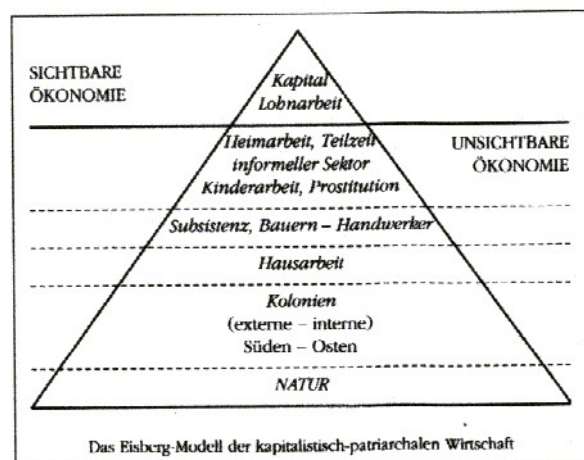 SICHTBARE
ÖKONOMIE
Kapital
Lohnarbeit
Heimarbeit, Teilzeit
informeller Sektor
Kinderarbeit, Prostitution
UNSICHTBARE
ÖKONOMIE
Subsistenz, Bauern – Handwerker
Hausarbeit
Kolonien
(externe – interne)
Süden – Osten
NATUR
Das Eisberg-Modell der kapitalistisch-patriarchalen Wirtschaft